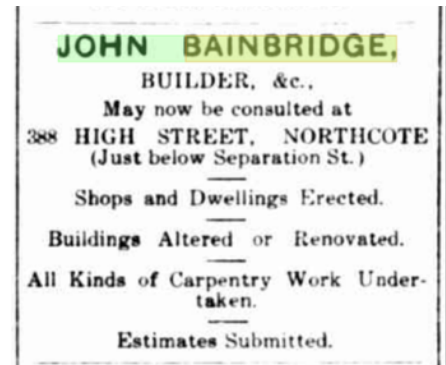 JOHN BAINBRIDGE,
BUILDER, &c.,
May now be consulted at
388 HIGH STREET, NORTHCOTE
(Just below Separation St.)
Shops and Dwellings Erected.
Buildings Altered or Renovated.
All Kinds of Carpentry Work Under-
taken.
Estimates Submitted.